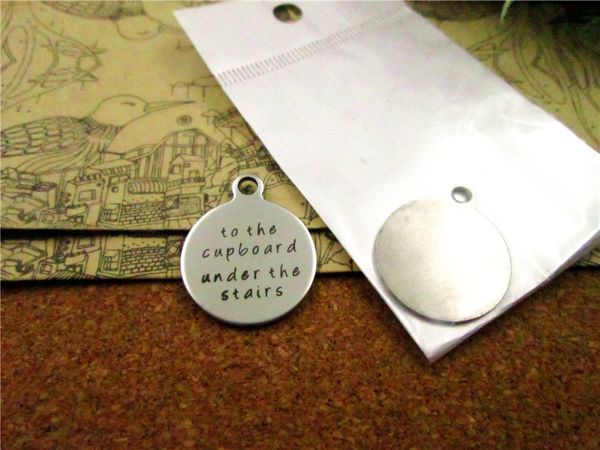 to the
cupboard
under the
stairs